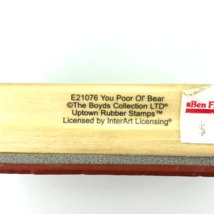 E21076 You Poor Ol' Bear
©The Boyds Collection LTD®
Uptown Rubber Stamps™
Licensed by InterArt Licensing®
Ben F
$